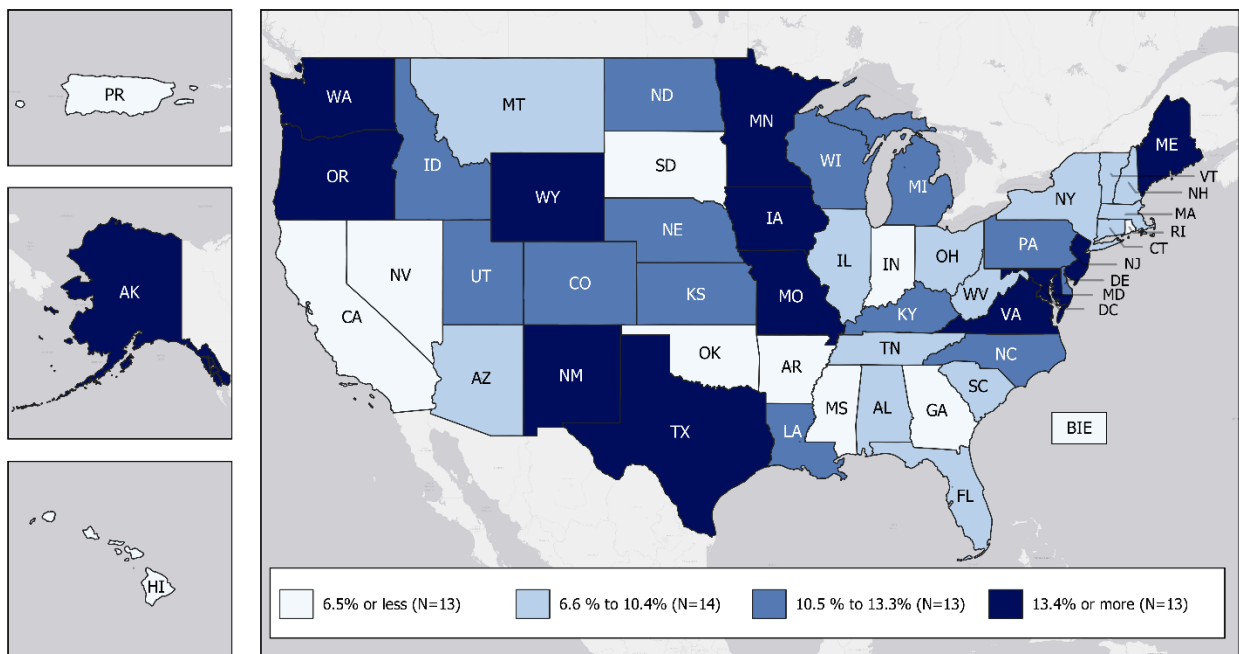 PR
AK
HI
WA
MT
ND
MN
ME
OR
ID
WY
SD
WI
MI
NY
VT
NH
MA
RI
CT
NV
UT
CO
NE
IA
IL
IN
OH
PA
NJ
DE
MD
DC
CA
KS
MO
KY
WV
VA
AZ
NM
OK
AR
TN
NC
TX
LA
MS
AL
GA
SC
FL
BIE
6.5% or less (N=13)
6.6 % to 10.4% (N=14)
10.5 % to 13.3% (N=13)
13.4% or more (N=13)